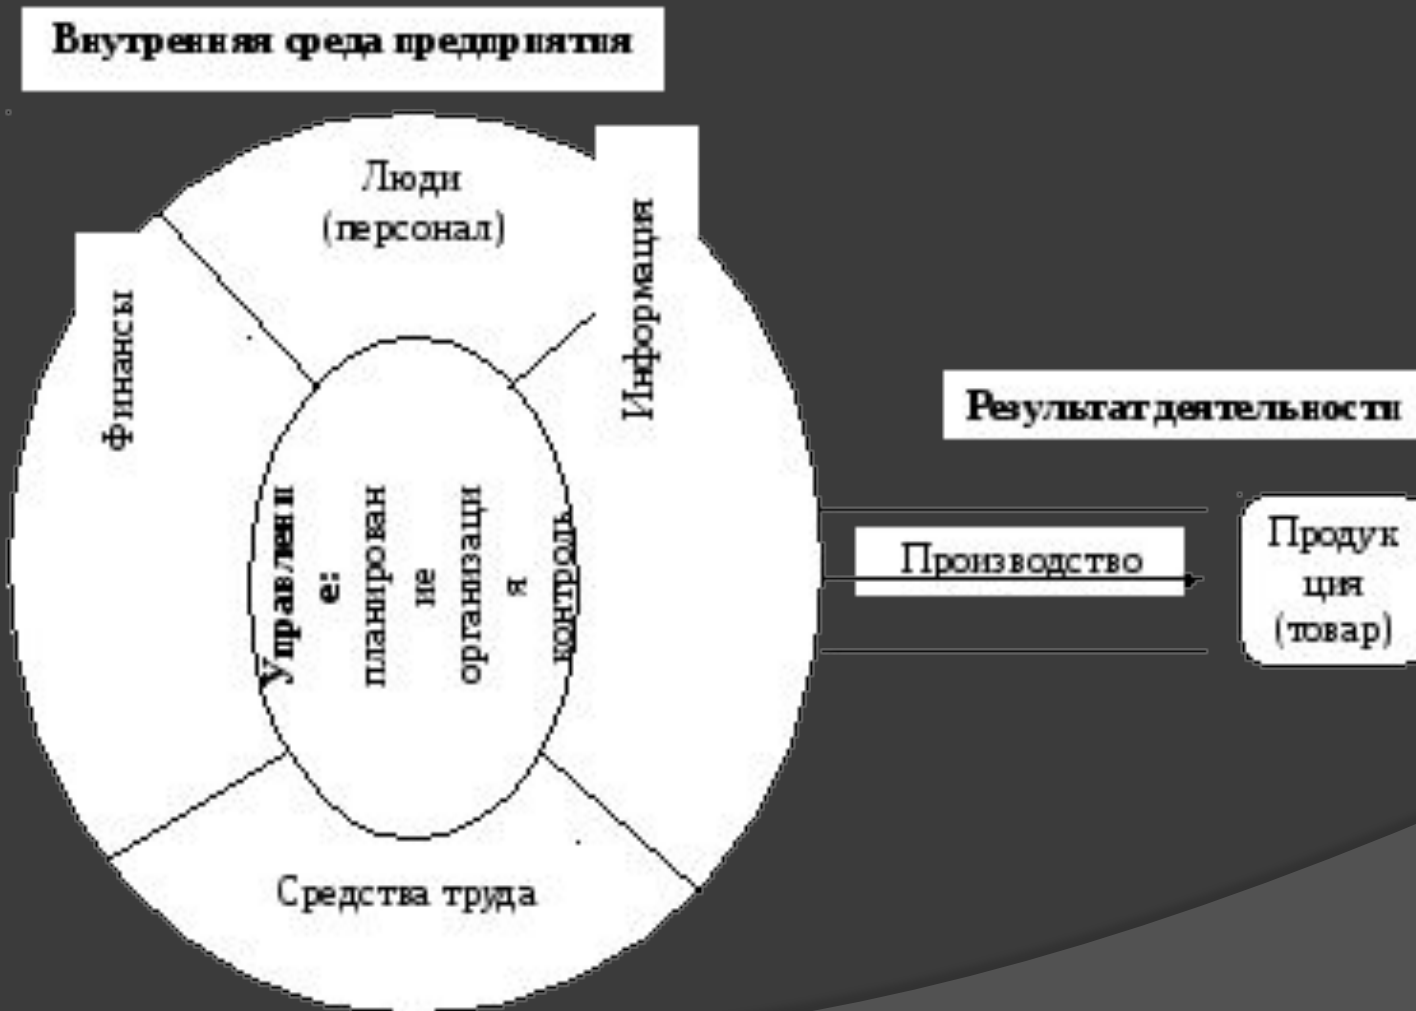 Внутренняя среда предприятия
Люди
(персонал)
Финансы
Информация
Управлени
е:
планирован
ие
организаци
я
контроль
Средства труда
Результат деятельности
Производство
Продук
ция
(товар)